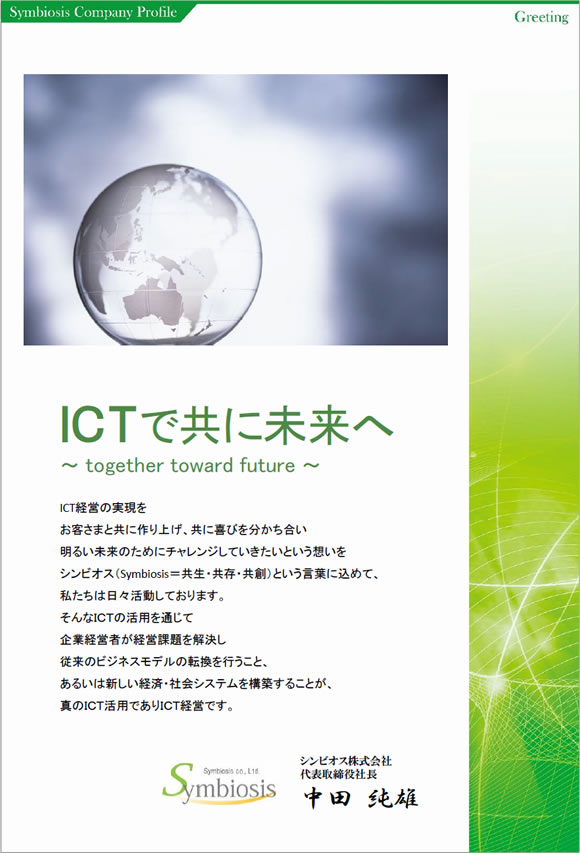 Symbiosis Company Profile
Greeting
ICTで共に未来へ
～ together toward future ～
ICT経営の実現を
お客さまと共に作り上げ、共に喜びを分かち合い
明るい未来のためにチャレンジしていきたいという想いを
シンビオス（Symbiosis＝共生・共存・共創）という言葉に込めて、
私たちは日々活動しております。
そんなICTの活用を通じて
企業経営者が経営課題を解決し
従来のビジネスモデルの転換を行うこと、
あるいは新しい経済・社会システムを構築することが、
真のICT活用でありICT経営です。
Symbiosis co., Ltd.
Symbiosis
シンビオス株式会社
代表取締役社長
中田 純雄